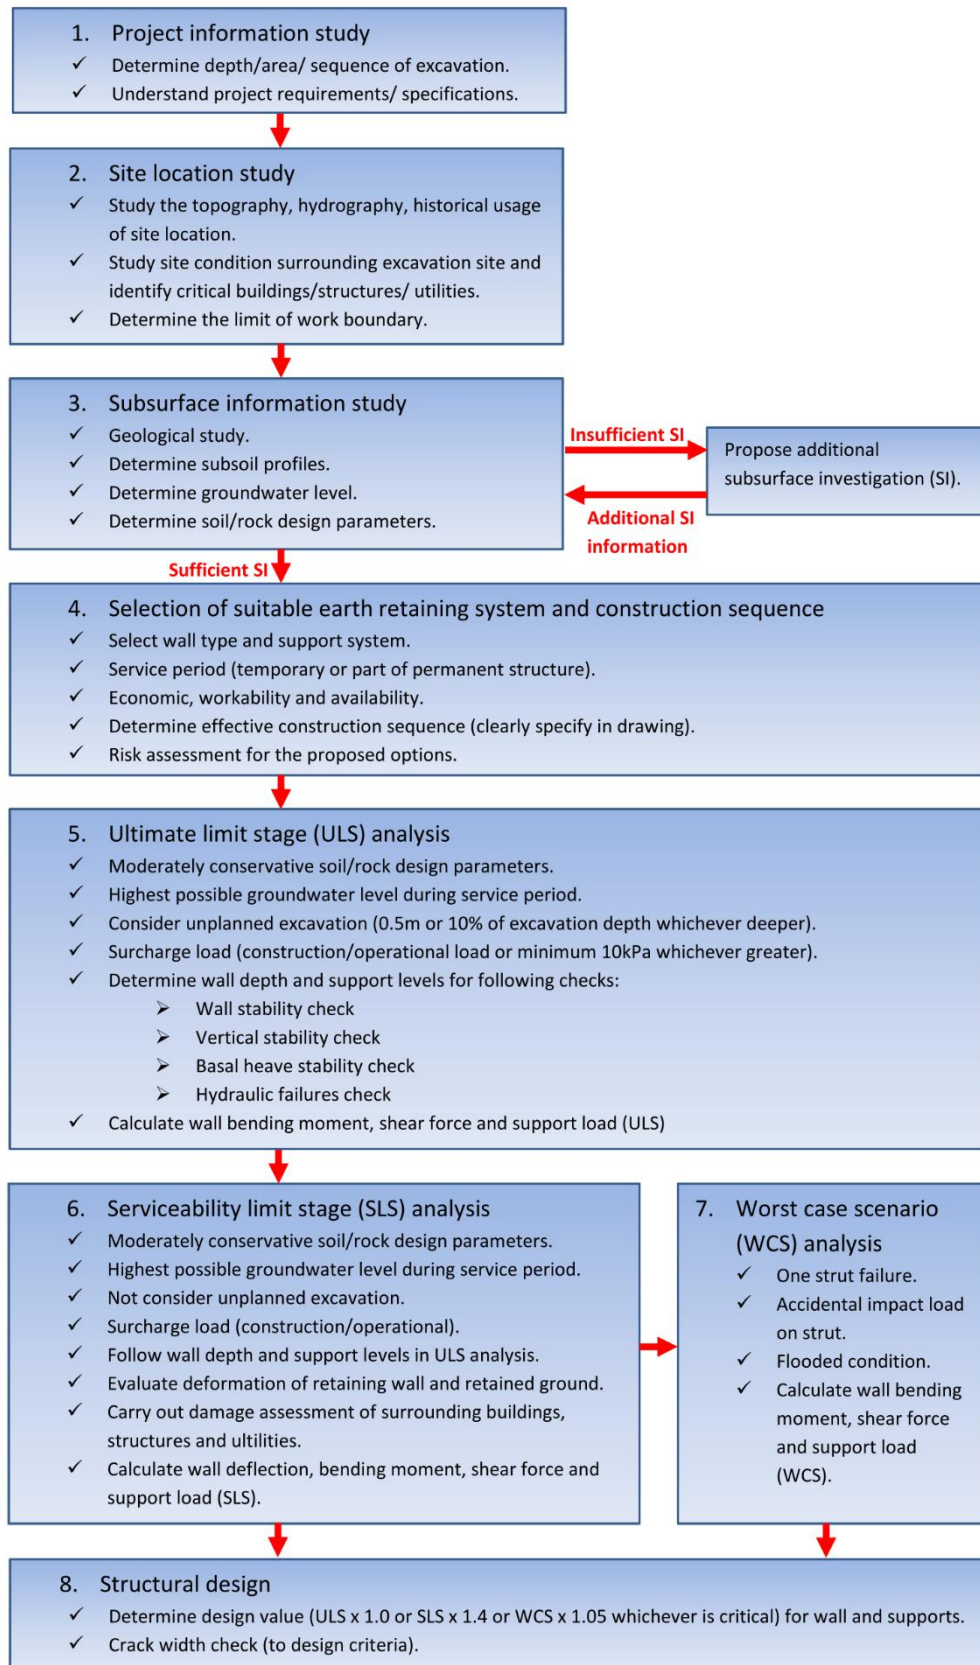 1. Project information study
✓ Determine depth/area/ sequence of excavation.
✓ Understand project requirements/ specifications.
2. Site location study
✓ Study the topography, hydrography, historical usage
of site location.
✓ Study site condition surrounding excavation site and
identify critical buildings/structures/ utilities.
✓ Determine the limit of work boundary.
3. Subsurface information study
✓ Geological study.
✓ Determine subsoil profiles.
✓ Determine groundwater level.
✓ Determine soil/rock design parameters.
Insufficient SI
Additional SI
information
Propose additional
subsurface investigation (SI).
Sufficient SI
4. Selection of suitable earth retaining system and construction sequence
✓ Select wall type and support system.
✓ Service period (temporary or part of permanent structure).
✓ Economic, workability and availability.
✓ Determine effective construction sequence (clearly specify in drawing).
✓ Risk assessment for the proposed options.
5. Ultimate limit stage (ULS) analysis
✓ Moderately conservative soil/rock design parameters.
✓ Highest possible groundwater level during service period.
✓ Consider unplanned excavation (0.5m or 10% of excavation depth whichever deeper).
✓ Surcharge load (construction/operational load or minimum 10kPa whichever greater).
✓ Determine wall depth and support levels for following checks:
➢ Wall stability check
➢ Vertical stability check
➢ Basal heave stability check
➢ Hydraulic failures check
✓ Calculate wall bending moment, shear force and support load (ULS)
6. Serviceability limit stage (SLS) analysis
✓ Moderately conservative soil/rock design parameters.
✓ Highest possible groundwater level during service period.
✓ Not consider unplanned excavation.
✓ Surcharge load (construction/operational).
✓ Follow wall depth and support levels in ULS analysis.
✓ Evaluate deformation of retaining wall and retained ground.
✓ Carry out damage assessment of surrounding buildings,
structures and ultilities.
✓ Calculate wall deflection, bending moment, shear force and
support load (SLS).
7. Worst case scenario
(WCS) analysis
✓ One strut failure.
✓ Accidental impact load
on strut.
✓ Flooded condition.
✓ Calculate wall bending
moment, shear force
and support load
(WCS).
8. Structural design
✓ Determine design value (ULS x 1.0 or SLS x 1.4 or WCS x 1.05 whichever is critical) for wall and supports.
✓ Crack width check (to design criteria).